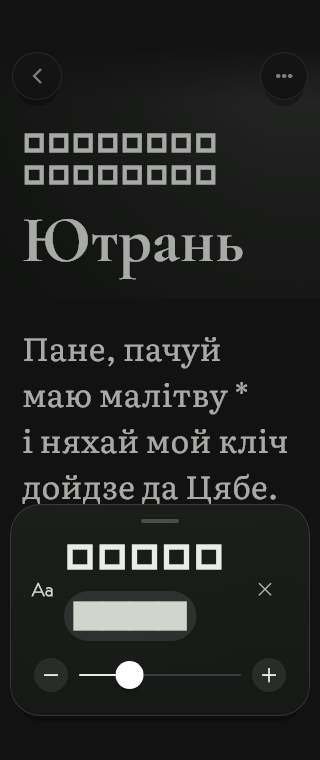 Ютрань
Пане, пачуй
маю малітву *
і няхай мой кліч
дойдзе да Цябе.
Aa